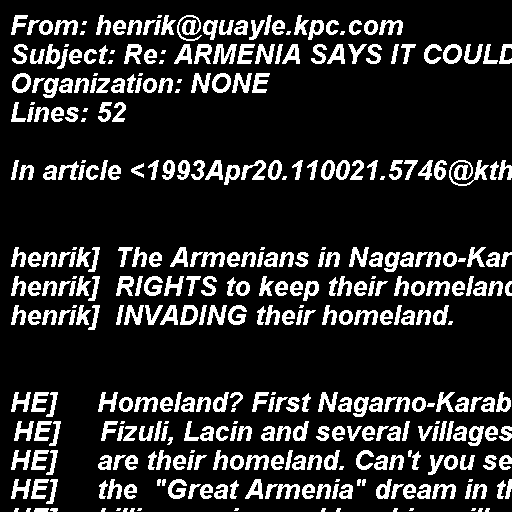 From: henrik@quayle.kpc.com
Subject: Re: ARMENIA SAYS IT COULD
Organization: NONE
Lines: 52
In article <1993Apr20.110021.5746@kth
henrik]  The Armenians in Nagarno-Kar
henrik]  RIGHTS to keep their homeland
henrik]  INVADING their homeland.
HE]     Homeland? First Nagarno-Karab
HE]     Fizuli, Lacin and several villages
HE]     are their homeland. Can't you se
HE]     the  "Great Armenia" dream in th